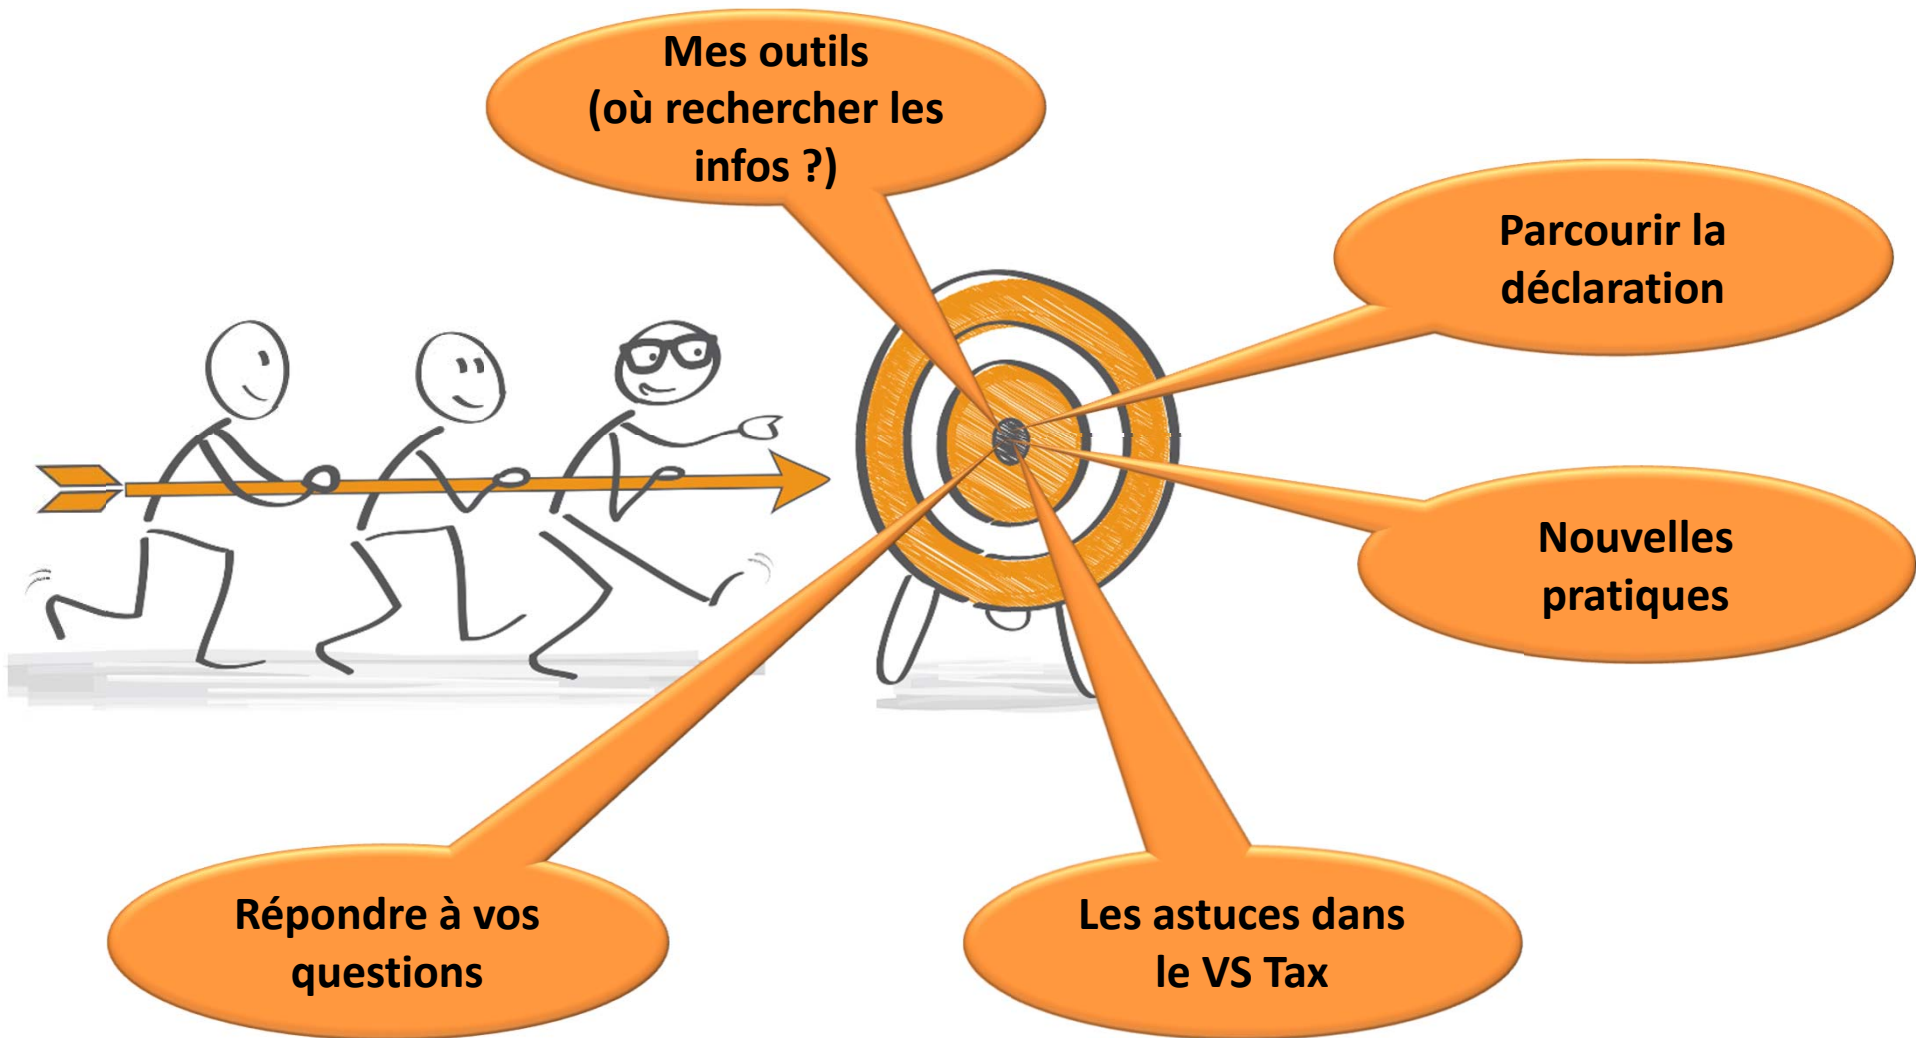 Mes outils
(où rechercher les
infos ?)
Parcourir la
déclaration
Nouvelles
pratiques
Répondre à vos
questions
Les astuces dans
le VS Tax